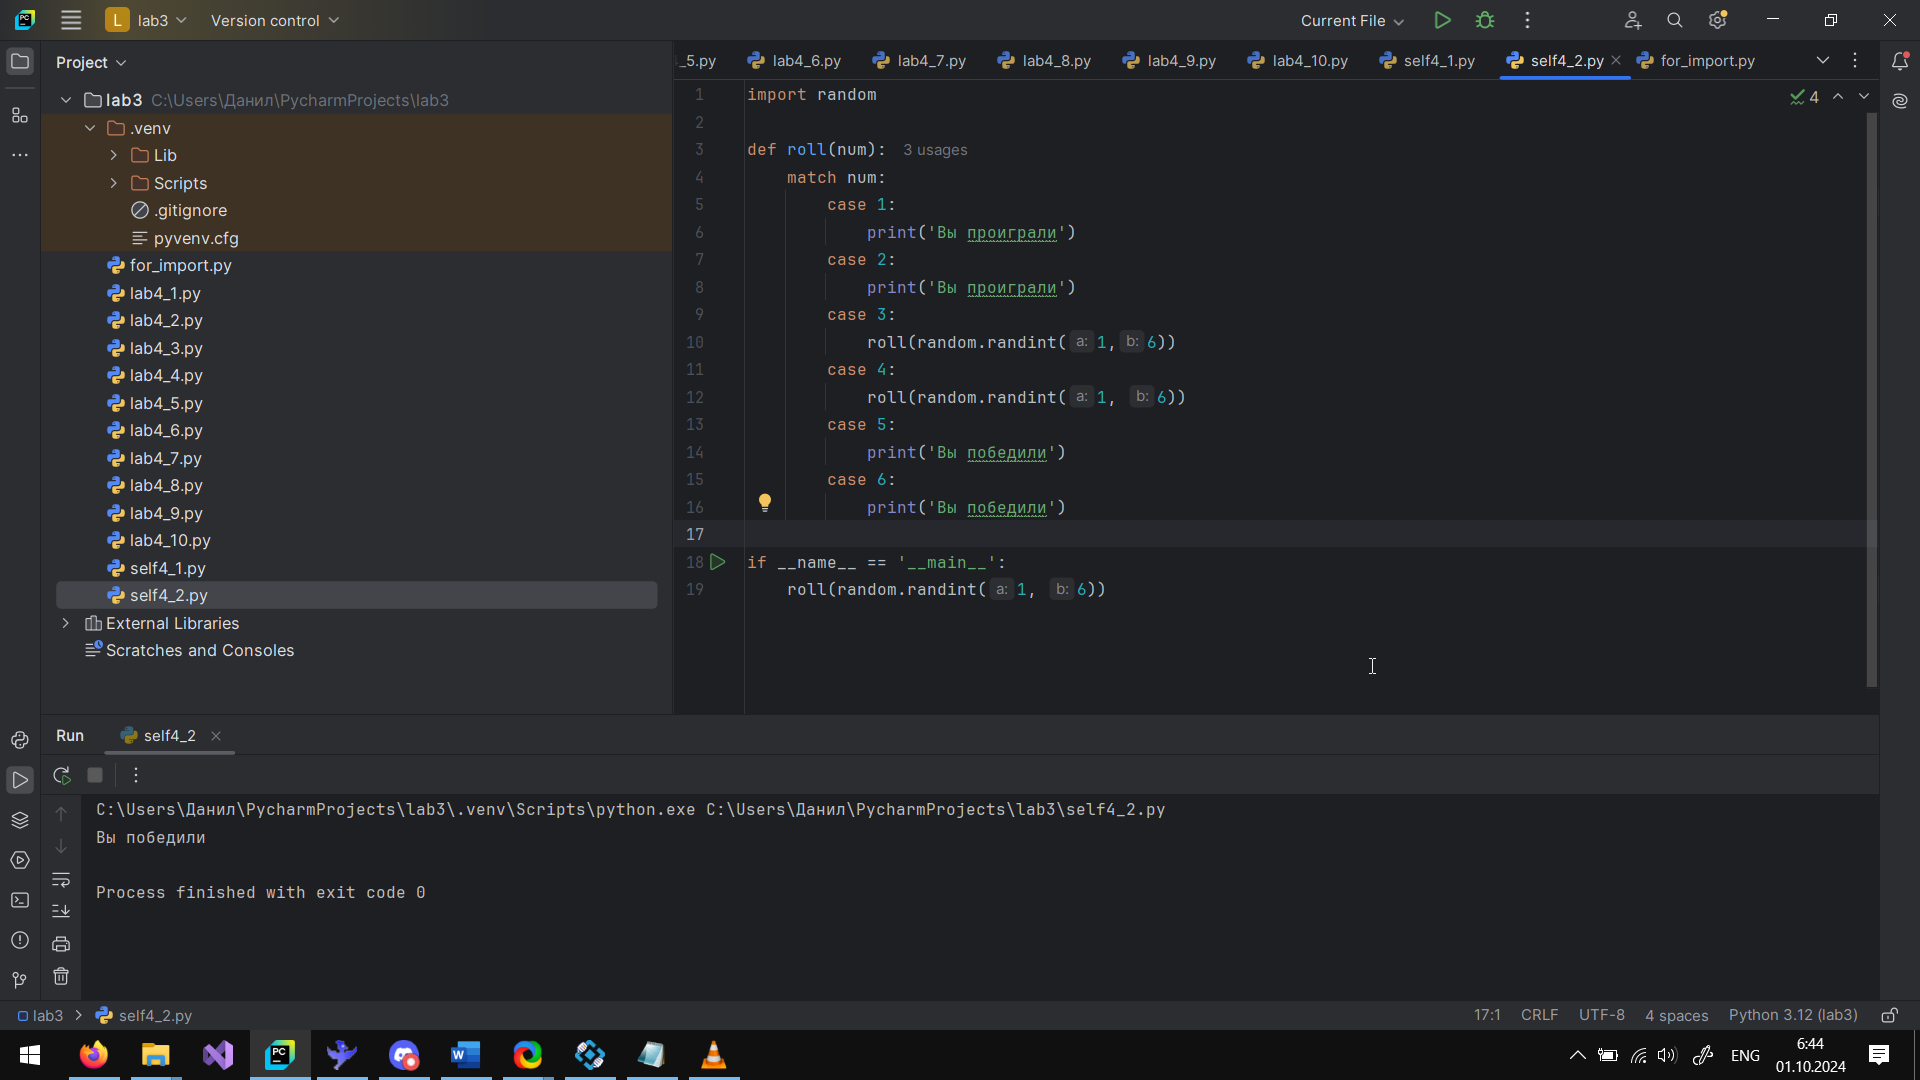 L lab3 Version control Current File
Project
_5.py lab4_6.py lab4_7.py lab4_8.py lab4_9.py lab4_10.py self4_1.py self4_2.py for_import.py
lab3 C:\Users\Данил\PycharmProjects\lab3
.venv
Lib
Scripts
.gitignore
pyvenv.cfg
for_import.py
lab4_1.py
lab4_2.py
lab4_3.py
lab4_4.py
lab4_5.py
lab4_6.py
lab4_7.py
lab4_8.py
lab4_9.py
lab4_10.py
self4_1.py
self4_2.py
External Libraries
Scratches and Consoles
4
1 import random
2
3 def roll(num): 3 usages
4 match num:
5 case 1:
6 print('Вы проиграли')
7 case 2:
8 print('Вы проиграли')
9 case 3:
10 roll(random.randint(a: 1, b: 6))
11 case 4:
12 roll(random.randint(a: 1, b: 6))
13 case 5:
14 print('Вы победили')
15 case 6:
16 print('Вы победили')
17
18 if __name__ == '__main__':
19 roll(random.randint(a: 1, b: 6))
Run self4_2
C:\Users\Данил\PycharmProjects\lab3\.venv\Scripts\python.exe C:\Users\Данил\PycharmProjects\lab3\self4_2.py
Вы победили
Process finished with exit code 0
lab3 self4_2.py 17:1 CRLF UTF-8 4 spaces Python 3.12 (lab3)
ENG 6:44
01.10.2024